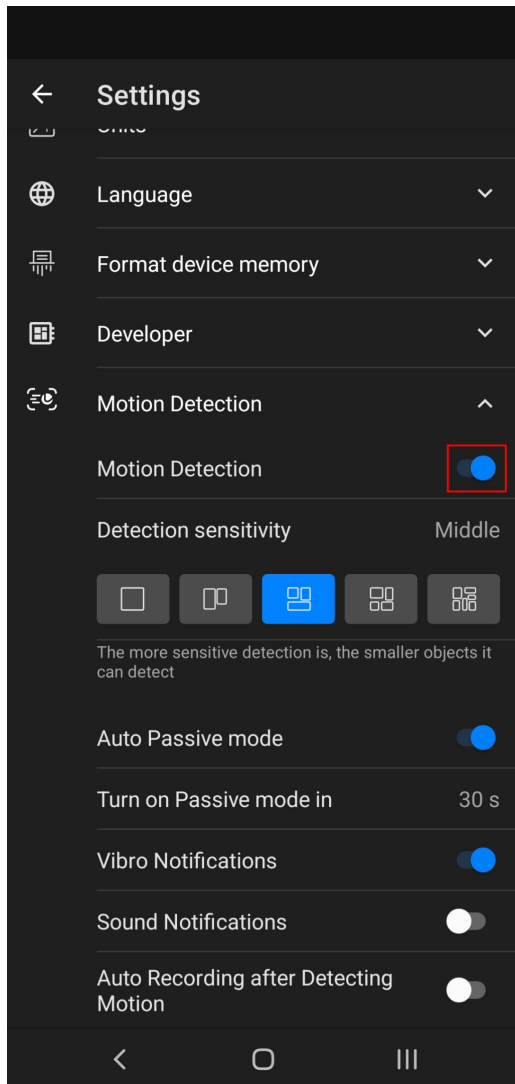 Settings
Language
Format device memory
Developer
Motion Detection
Motion Detection
Detection sensitivity Middle
The more sensitive detection is, the smaller objects it
can detect
Auto Passive mode
Turn on Passive mode in 30 s
Vibro Notifications
Sound Notifications
Auto Recording after Detecting
Motion